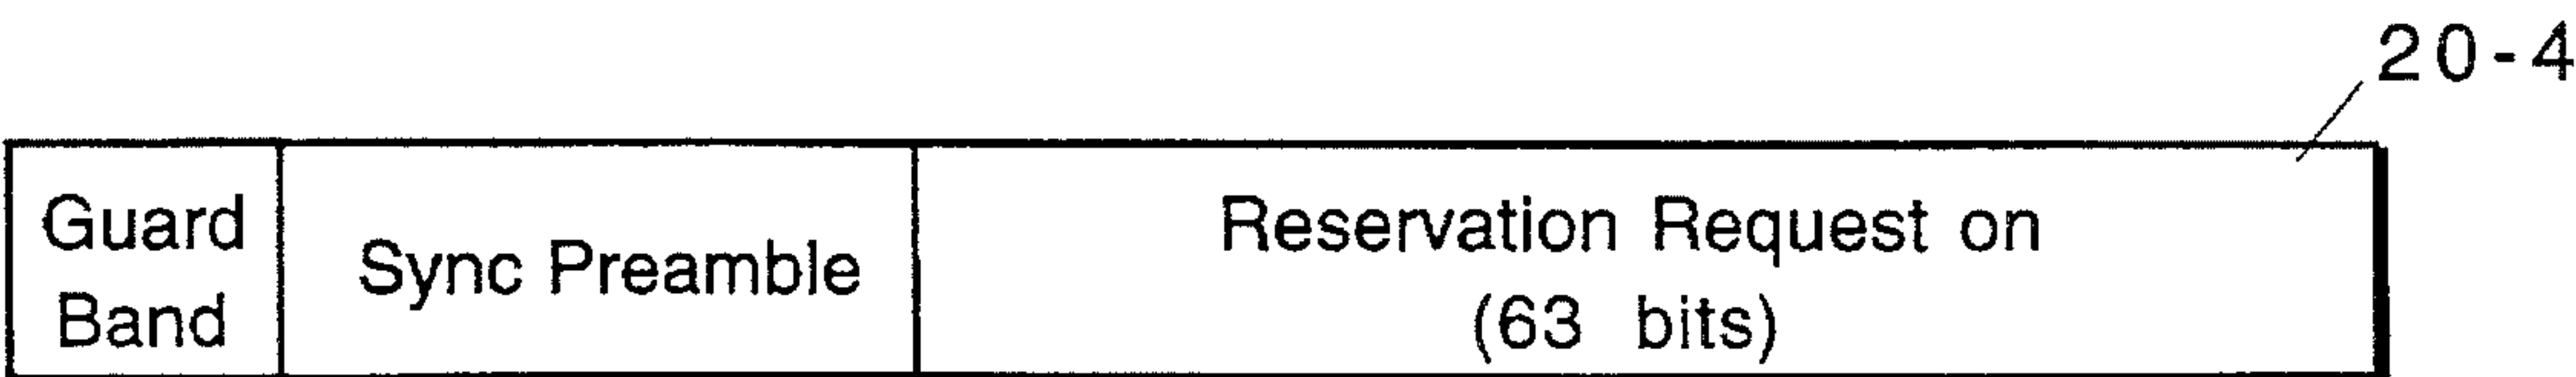 20-4
Guard
Band
Sync Preamble
Reservation Request on
(63 bits)